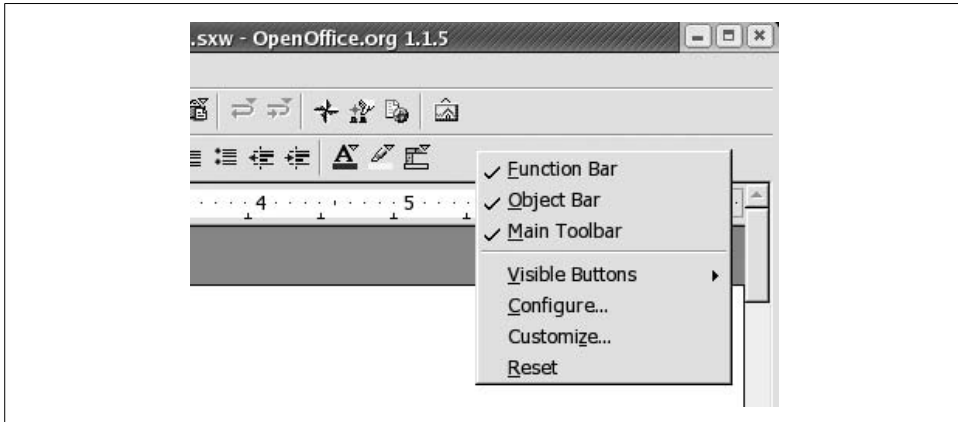 .sxw - OpenOffice.org 1.1.5
A
Function Bar
4
5
Object Bar
Main Toolbar
Visible Buttons
Configure...
Customize...
Reset